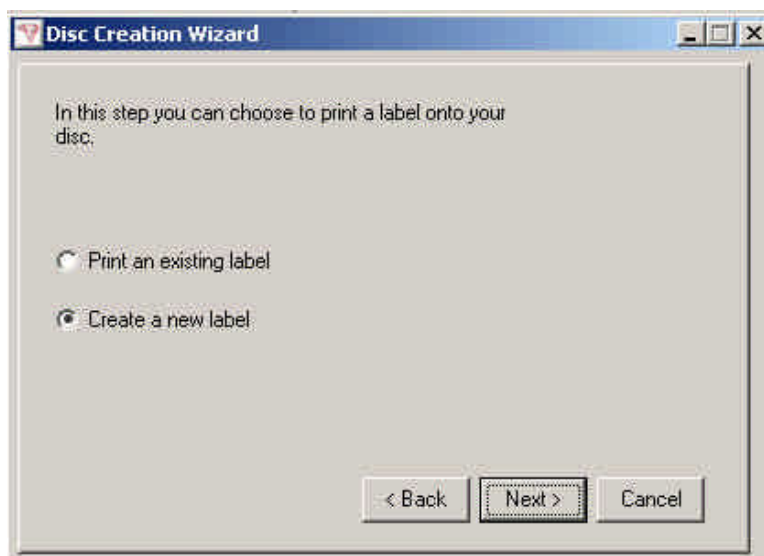 Disc Creation Wizard
In this step you can choose to print a label onto your
disc.
Print an existing label
Create a new label
< Back
Next >
Cancel